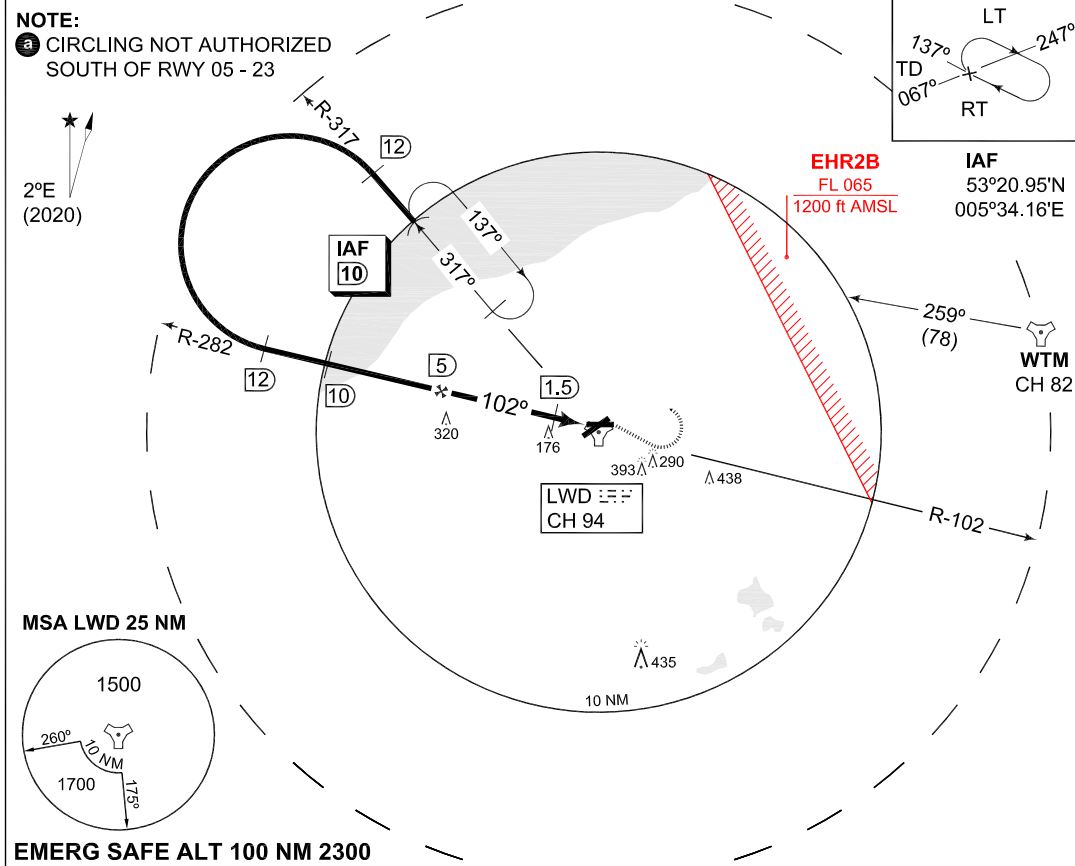 NOTE:
a CIRCLING NOT AUTHORIZED
SOUTH OF RWY 05 - 23
2ºE
(2020)
R-317
12
LT
137º
247º
TD
067º
RT
EHR2B
FL 065
1200 ft AMSL
IAF
53º20.95'N
005º34.16'E
IAF
10
137º
317º
259º
(78)
WTM
CH 82
R-282
12
10
5
102º
1.5
320
176
393
290
438
LWD
CH 94
R-102
435
10 NM
MSA LWD 25 NM
1500
260º
10 NM
1700
175º
EMERG SAFE ALT 100 NM 2300